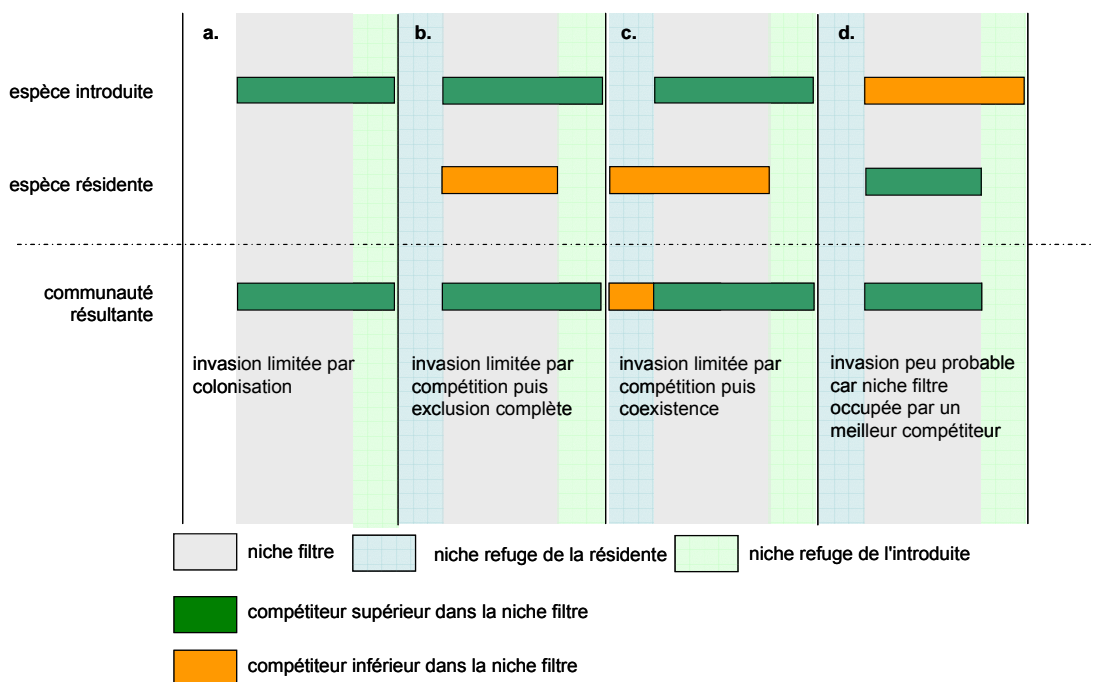 a.
b.
c.
d.
espèce introduite
espèce résidente
communauté
résultante
invasion limitée par
colonisation
invasion limitée par
compétition puis
exclusion complète
invasion limitée par
compétition puis
coexistence
invasion peu probable
car niche filtre
occupée par un
meilleur compétiteur
niche filtre
niche refuge de la résidente
niche refuge de l'introduite
compétiteur supérieur dans la niche filtre
compétiteur inférieur dans la niche filtre